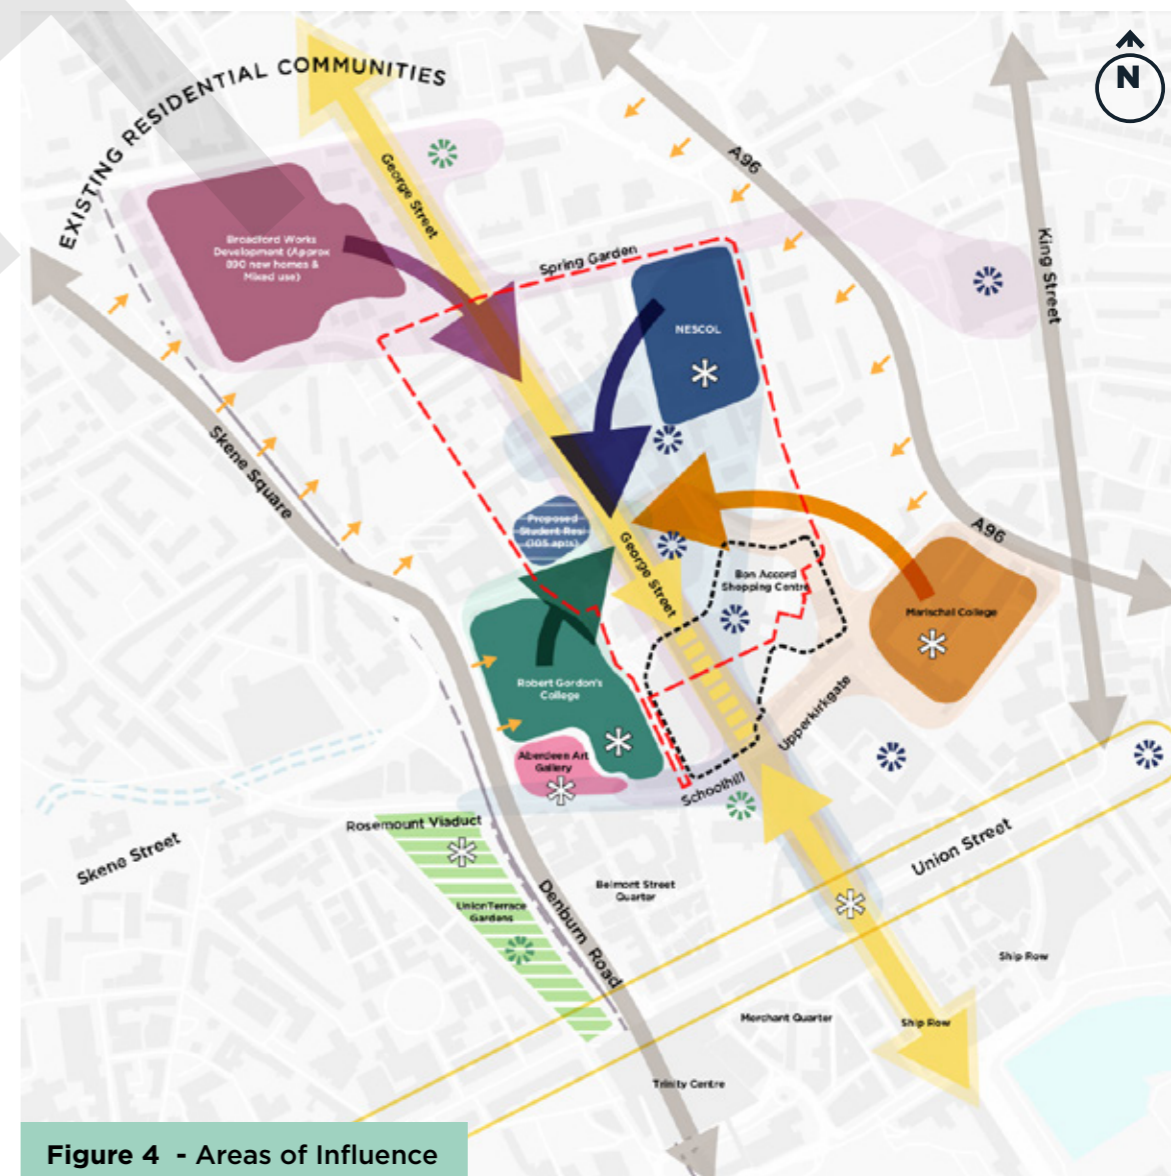 N
EXISTING RESIDENTIAL COMMUNITIES
George Street
A96
King Street
Broadford Works
Development (Approx
890 new homes &
Mixed use)
Spring Garden
NESCOL
Skene Square
Proposed
Student Resi
(105 apts)
George Street
A96
Bon Accord
Shopping Centre
Marischal College
Robert Gordon's
College
Upperkirkgate
Aberdeen Art
Gallery
Schoolhill
Rosemount Viaduct
Skene Street
Union Street
Belmont Street
Quarter
Union Terrace
Gardens
Denburn Road
Ship Row
Merchant Quarter
Ship Row
Trinity Centre
Figure 4 - Areas of Influence